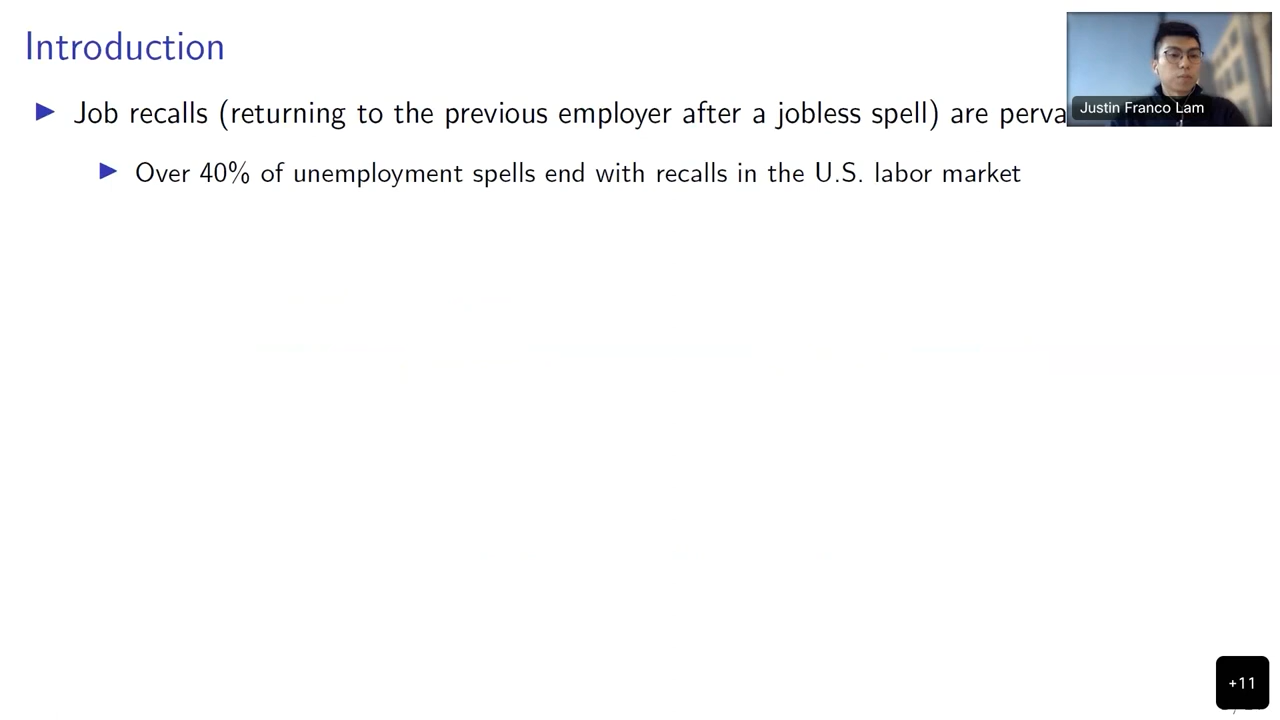 Introduction
Job recalls (returning to the previous employer after a jobless spell) are perva
Over 40% of unemployment spells end with recalls in the U.S. labor market
Justin Franco Lam
+11